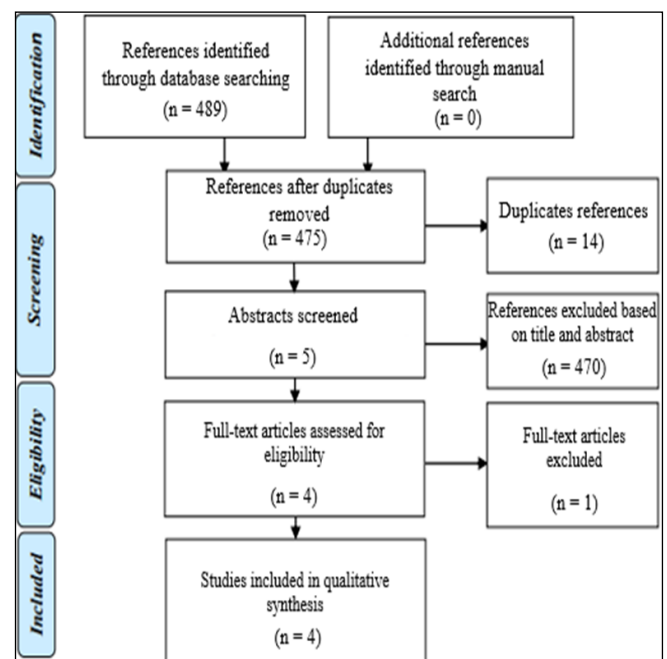 Identification
References identified
through database searching
(n = 489)
Additional references
identified through manual
search
(n = 0)
Screening
References after duplicates
removed
(n = 475)
Duplicates references
(n = 14)
Abstracts screened
(n = 5)
References excluded based
on title and abstract
(n = 470)
Eligibility
Full-text articles assessed for
eligibility
(n = 4)
Full-text articles
excluded
(n = 1)
Included
Studies included in qualitative
synthesis
(n = 4)